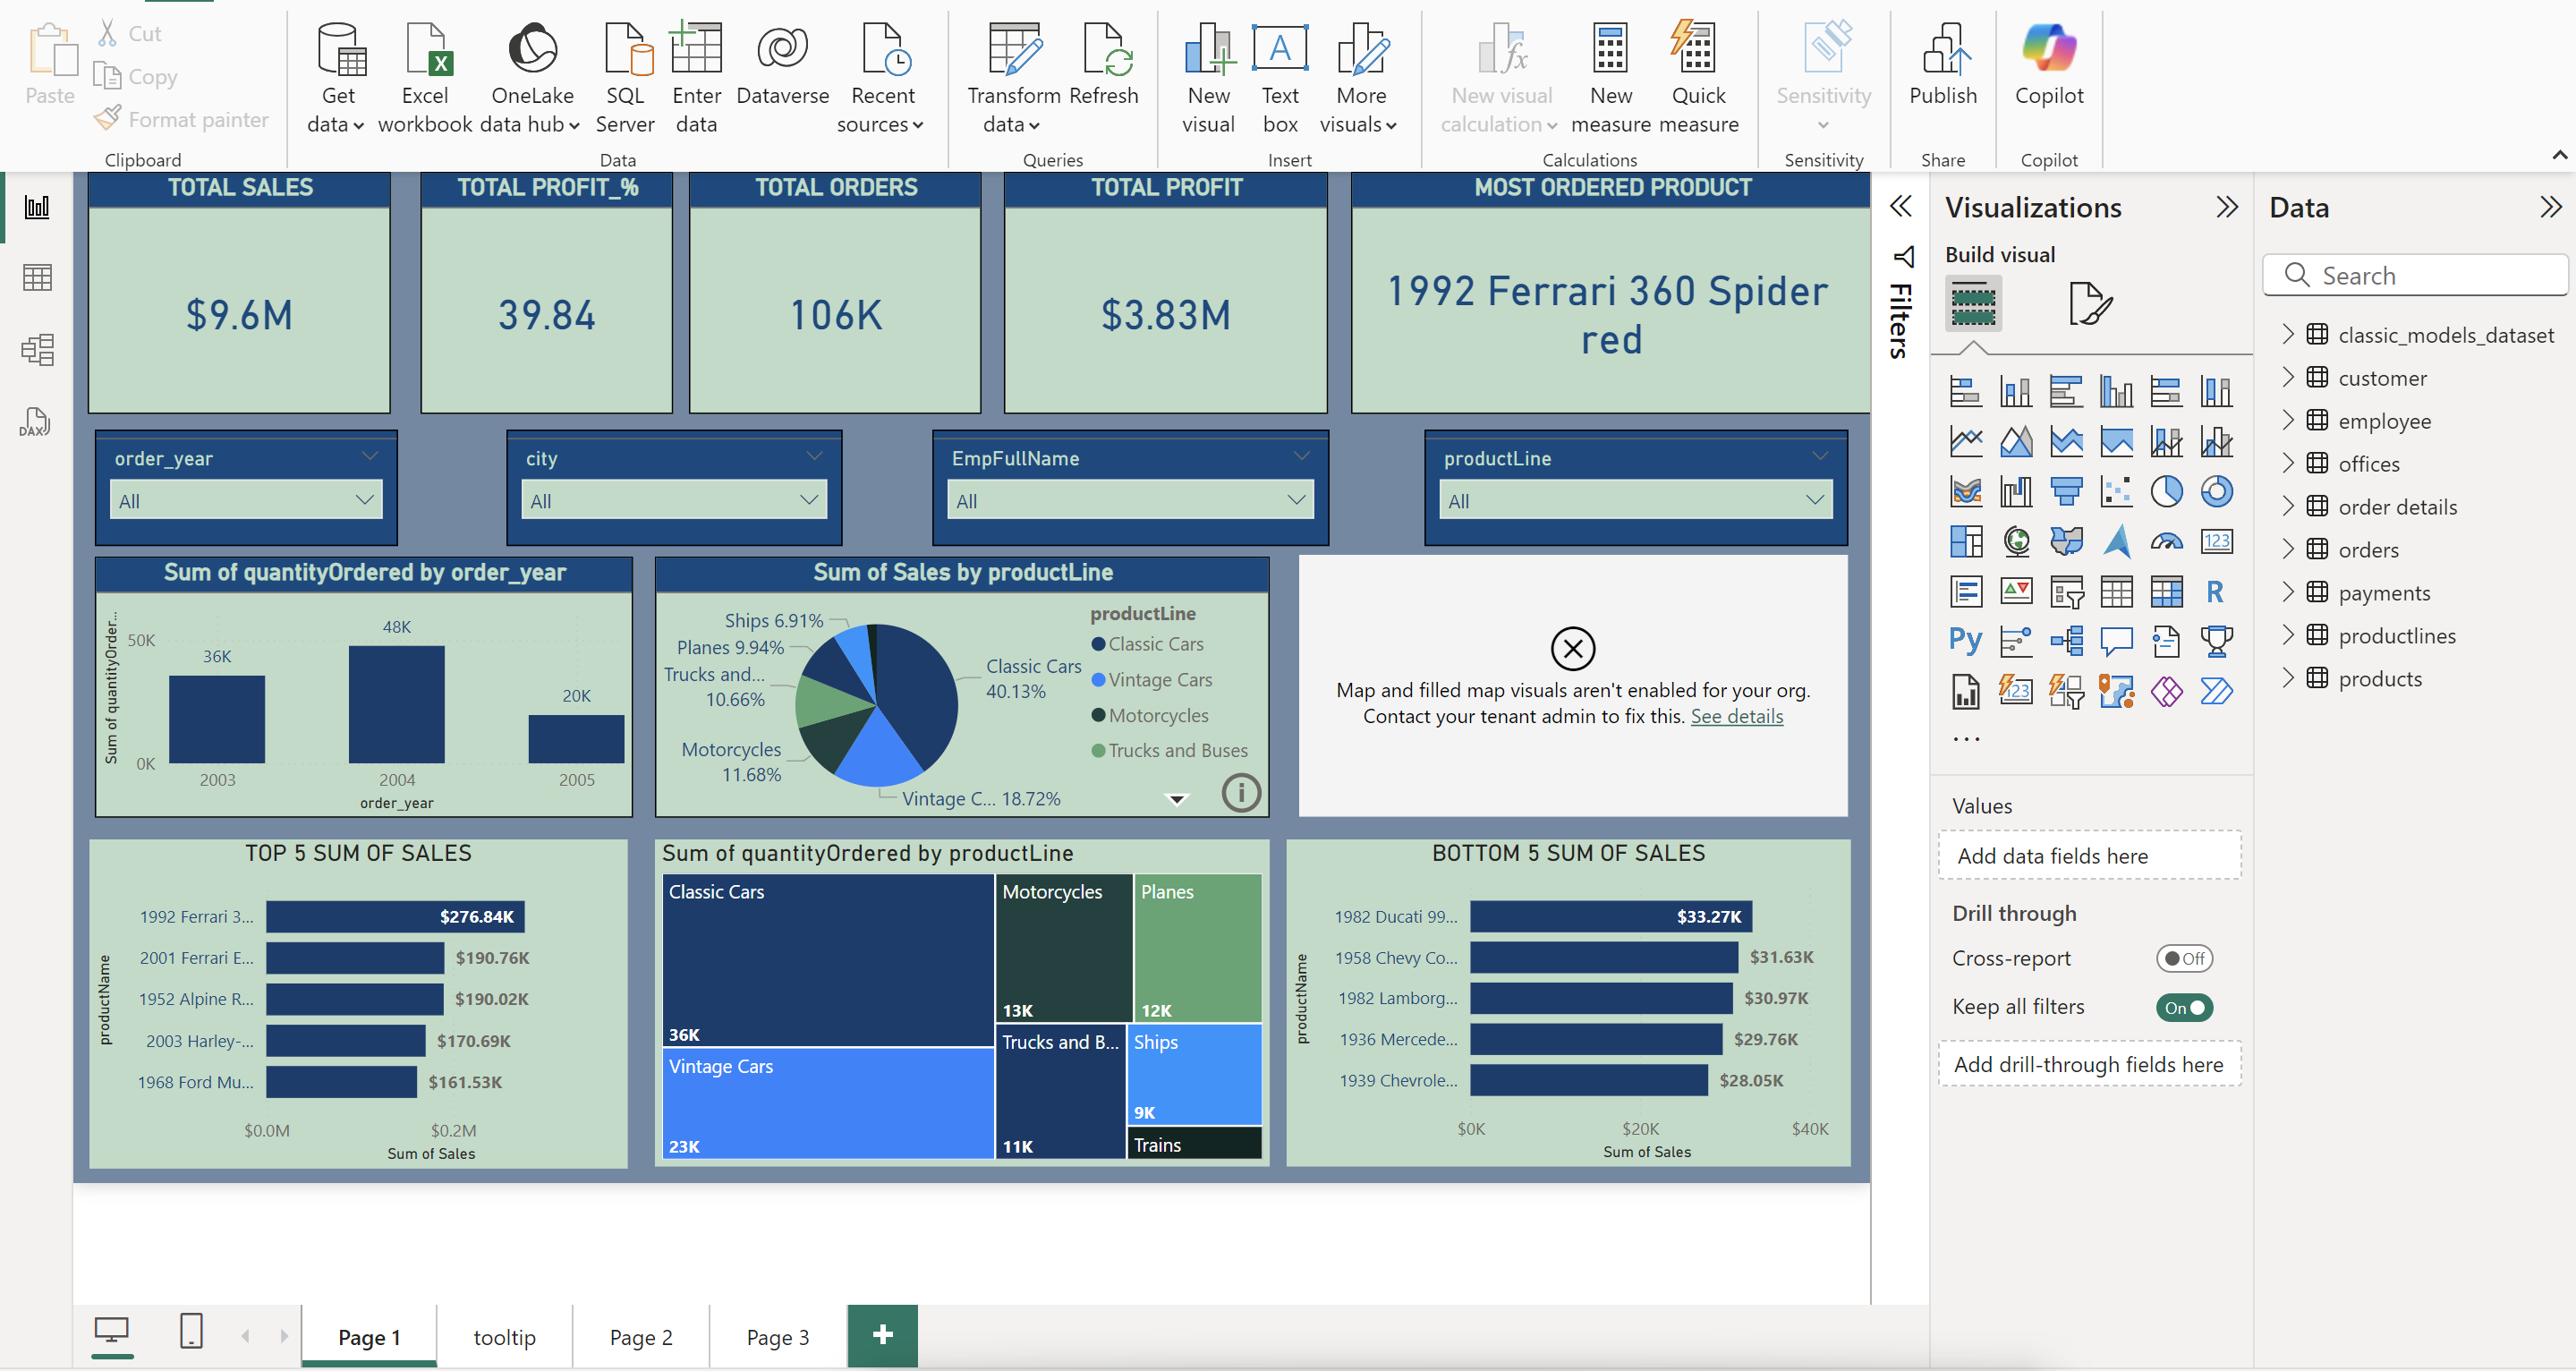 Paste
Cut
Copy
Format painter
Clipboard
Get
data
Excel
workbook
OneLake
data hub
SQL
Server
Enter
data
Dataverse
Recent
sources
Data
Transform
data
Refresh
Queries
New
visual
Text
box
More
visuals
Insert
New visual
calculation
New
measure
Quick
measure
Calculations
Sensitivity
Sensitivity
Publish
Share
Copilot
Copilot
TOTAL SALES
$9.6M
TOTAL PROFIT_%
39.84
TOTAL ORDERS
106K
TOTAL PROFIT
$3.83M
MOST ORDERED PRODUCT
1992 Ferrari 360 Spider
red
order_year
All
city
All
EmpFullName
All
productLine
All
Sum of quantityOrdered by order_year
Sum of quantityOrder...
50K
0K
36K
48K
20K
2003
2004
2005
order_year
Sum of Sales by productLine
Ships 6.91%
Planes 9.94%
Trucks and...
10.66%
Motorcycles
11.68%
Vintage C... 18.72%
Classic Cars
40.13%
productLine
Classic Cars
Vintage Cars
Motorcycles
Trucks and Buses
Map and filled map visuals aren't enabled for your org.
Contact your tenant admin to fix this. See details
TOP 5 SUM OF SALES
productName
1992 Ferrari 3...
$276.84K
2001 Ferrari E...
$190.76K
1952 Alpine R...
$190.02K
2003 Harley-...
$170.69K
1968 Ford Mu...
$161.53K
$0.0M
$0.2M
Sum of Sales
Sum of quantityOrdered by productLine
Classic Cars
36K
Vintage Cars
23K
Motorcycles
13K
Planes
12K
Trucks and B...
11K
Ships
9K
Trains
BOTTOM 5 SUM OF SALES
productName
1982 Ducati 99...
$33.27K
1958 Chevy Co...
$31.63K
1982 Lamborg...
$30.97K
1936 Mercede...
$29.76K
1939 Chevrole...
$28.05K
$0K
$20K
$40K
Sum of Sales
Filters
Visualizations
Build visual
Values
Add data fields here
Drill through
Cross-report
Off
Keep all filters
On
Add drill-through fields here
Data
Search
classic_models_dataset
customer
employee
offices
order details
orders
payments
productlines
products
DAX
123
R
Py
123
Page 1
tooltip
Page 2
Page 3